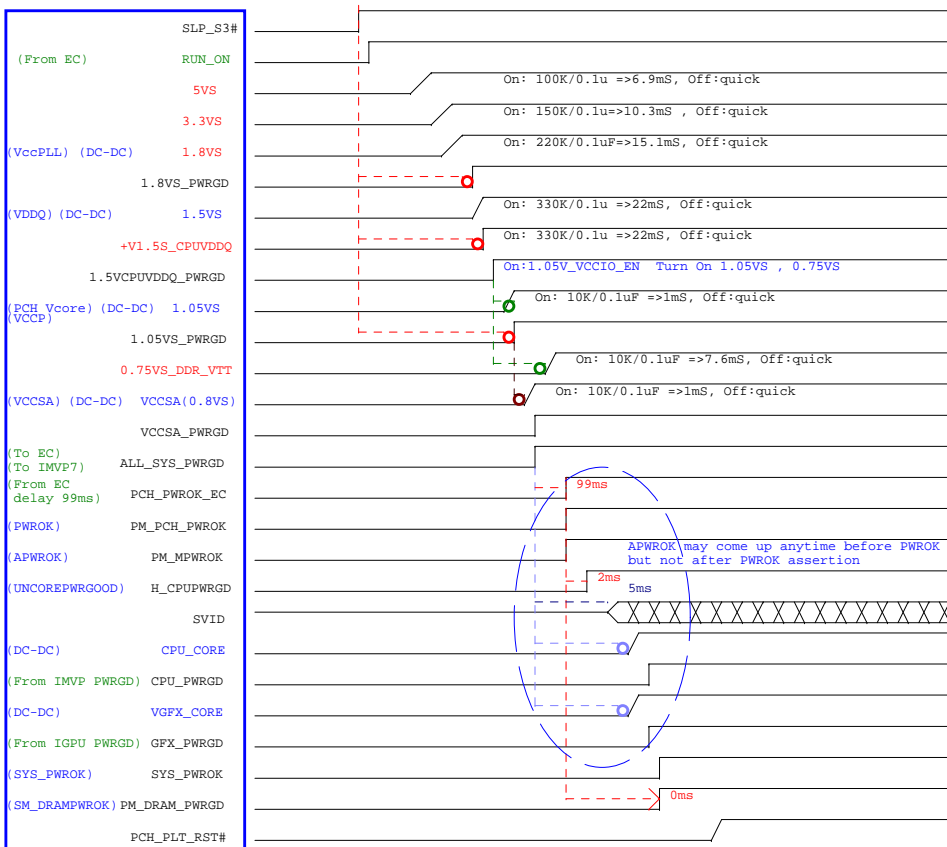 SLP_S3#
(From EC) RUN_ON
5VS On: 100K/0.1u =>6.9mS, Off:quick
3.3VS On: 150K/0.1u=>10.3mS , Off:quick
(VccPLL) (DC-DC) 1.8VS On: 220K/0.1uF=>15.1mS, Off:quick
1.8VS_PWRGD
(VDDQ) (DC-DC) 1.5VS On: 330K/0.1u =>22mS, Off:quick
+V1.5S_CPUVDDQ On: 330K/0.1u =>22mS, Off:quick
1.5VCPUVDDQ_PWRGD On:1.05V_VCCIO_EN Turn On 1.05VS , 0.75VS
(PCH Vcore) (DC-DC) 1.05VS On: 10K/0.1uF =>1mS, Off:quick
(VCCP)
1.05VS_PWRGD
0.75VS_DDR_VTT On: 10K/0.1uF =>7.6mS, Off:quick
(VCCSA) (DC-DC) VCCSA(0.8VS) On: 10K/0.1uF =>1mS, Off:quick
VCCSA_PWRGD
(To EC)
(To IMVP7) ALL_SYS_PWRGD
(From EC
delay 99ms) PCH_PWROK_EC 99ms
(PWROK) PM_PCH_PWROK
(APWROK) PM_MPWROK APWROK may come up anytime before PWROK
but not after PWROK assertion
(UNCOREPWRGOOD) H_CPUPWRGD 2ms
5ms
SVID
(DC-DC) CPU_CORE
(From IMVP PWRGD) CPU_PWRGD
(DC-DC) VGFX_CORE
(From IGPU PWRGD) GFX_PWRGD
(SYS_PWROK) SYS_PWROK
(SM_DRAMPWROK) PM_DRAM_PWRGD 0ms
PCH_PLT_RST#